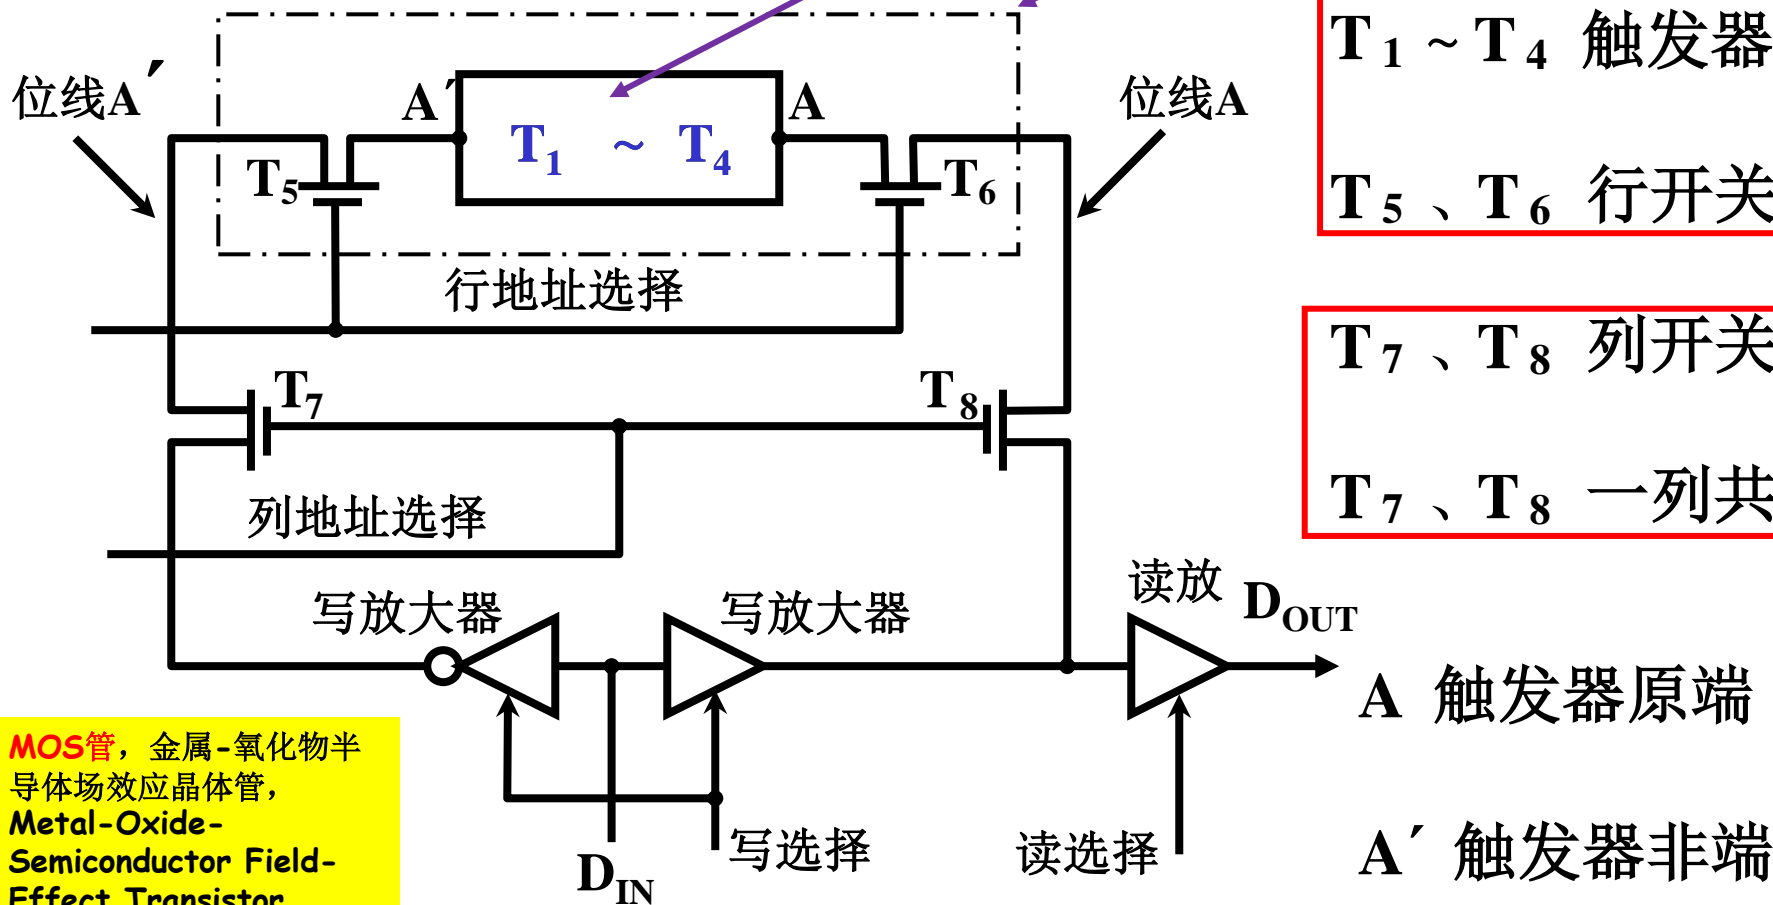 T1 ~ T4 触发器
位线A′
A′
A
位线A
T1 ~ T4
T5
T6
T5 、T6 行开关
行地址选择
T7 、T8 列开关
T7
T8
列地址选择
T7 、T8 一列共
写放大器
写放大器
读放
DOUT
A 触发器原端
MOS管，金属-氧化物半
导体场效应晶体管，
Metal-Oxide-
Semiconductor Field-
Effect Transistor
写选择
读选择
DIN
A′ 触发器非端